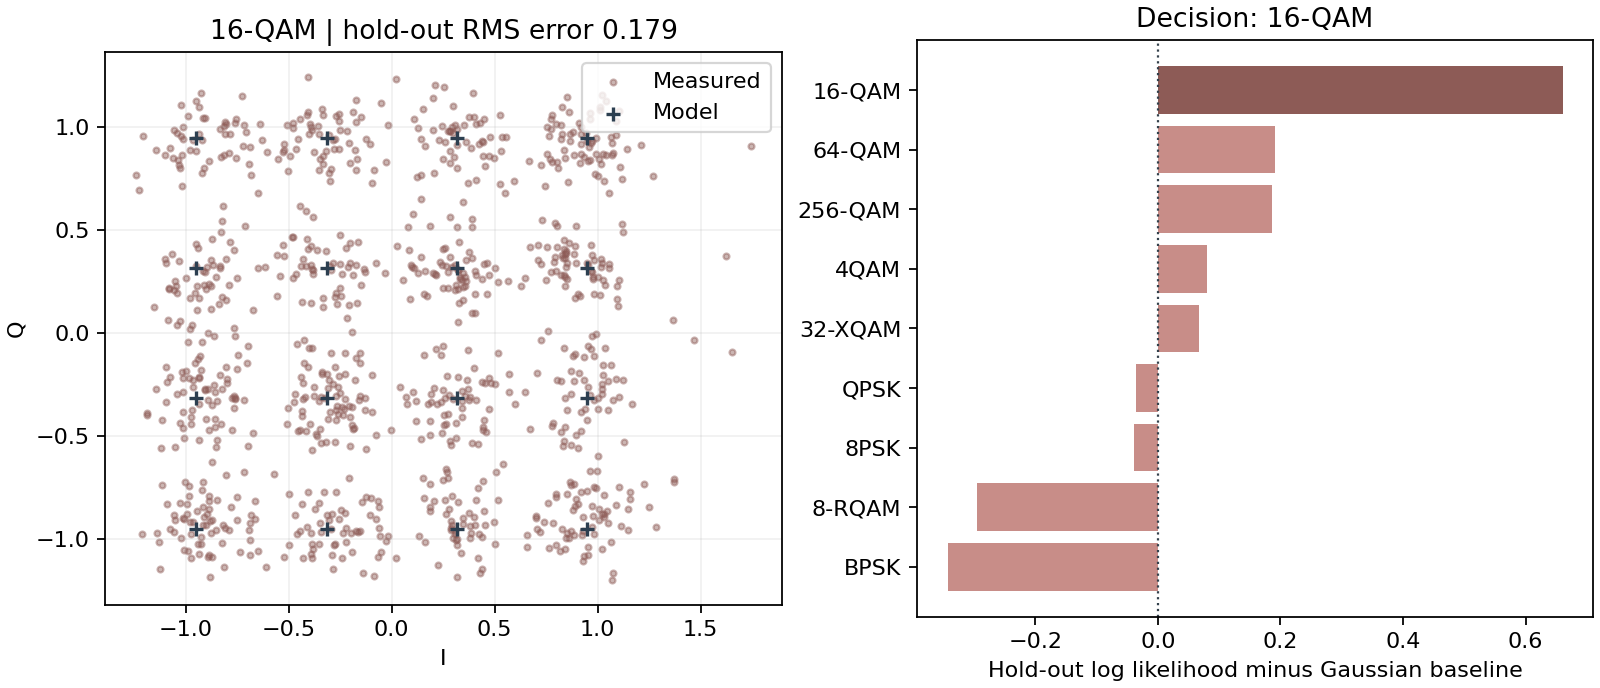 16-QAM | hold-out RMS error 0.179
Measured
Model
1.0
0.5
0.0
−0.5
−1.0
Q
−1.0
−0.5
0.0
0.5
1.0
1.5
I
Decision: 16-QAM
16-QAM
64-QAM
256-QAM
4QAM
32-XQAM
QPSK
8PSK
8-RQAM
BPSK
−0.2
0.0
0.2
0.4
0.6
Hold-out log likelihood minus Gaussian baseline